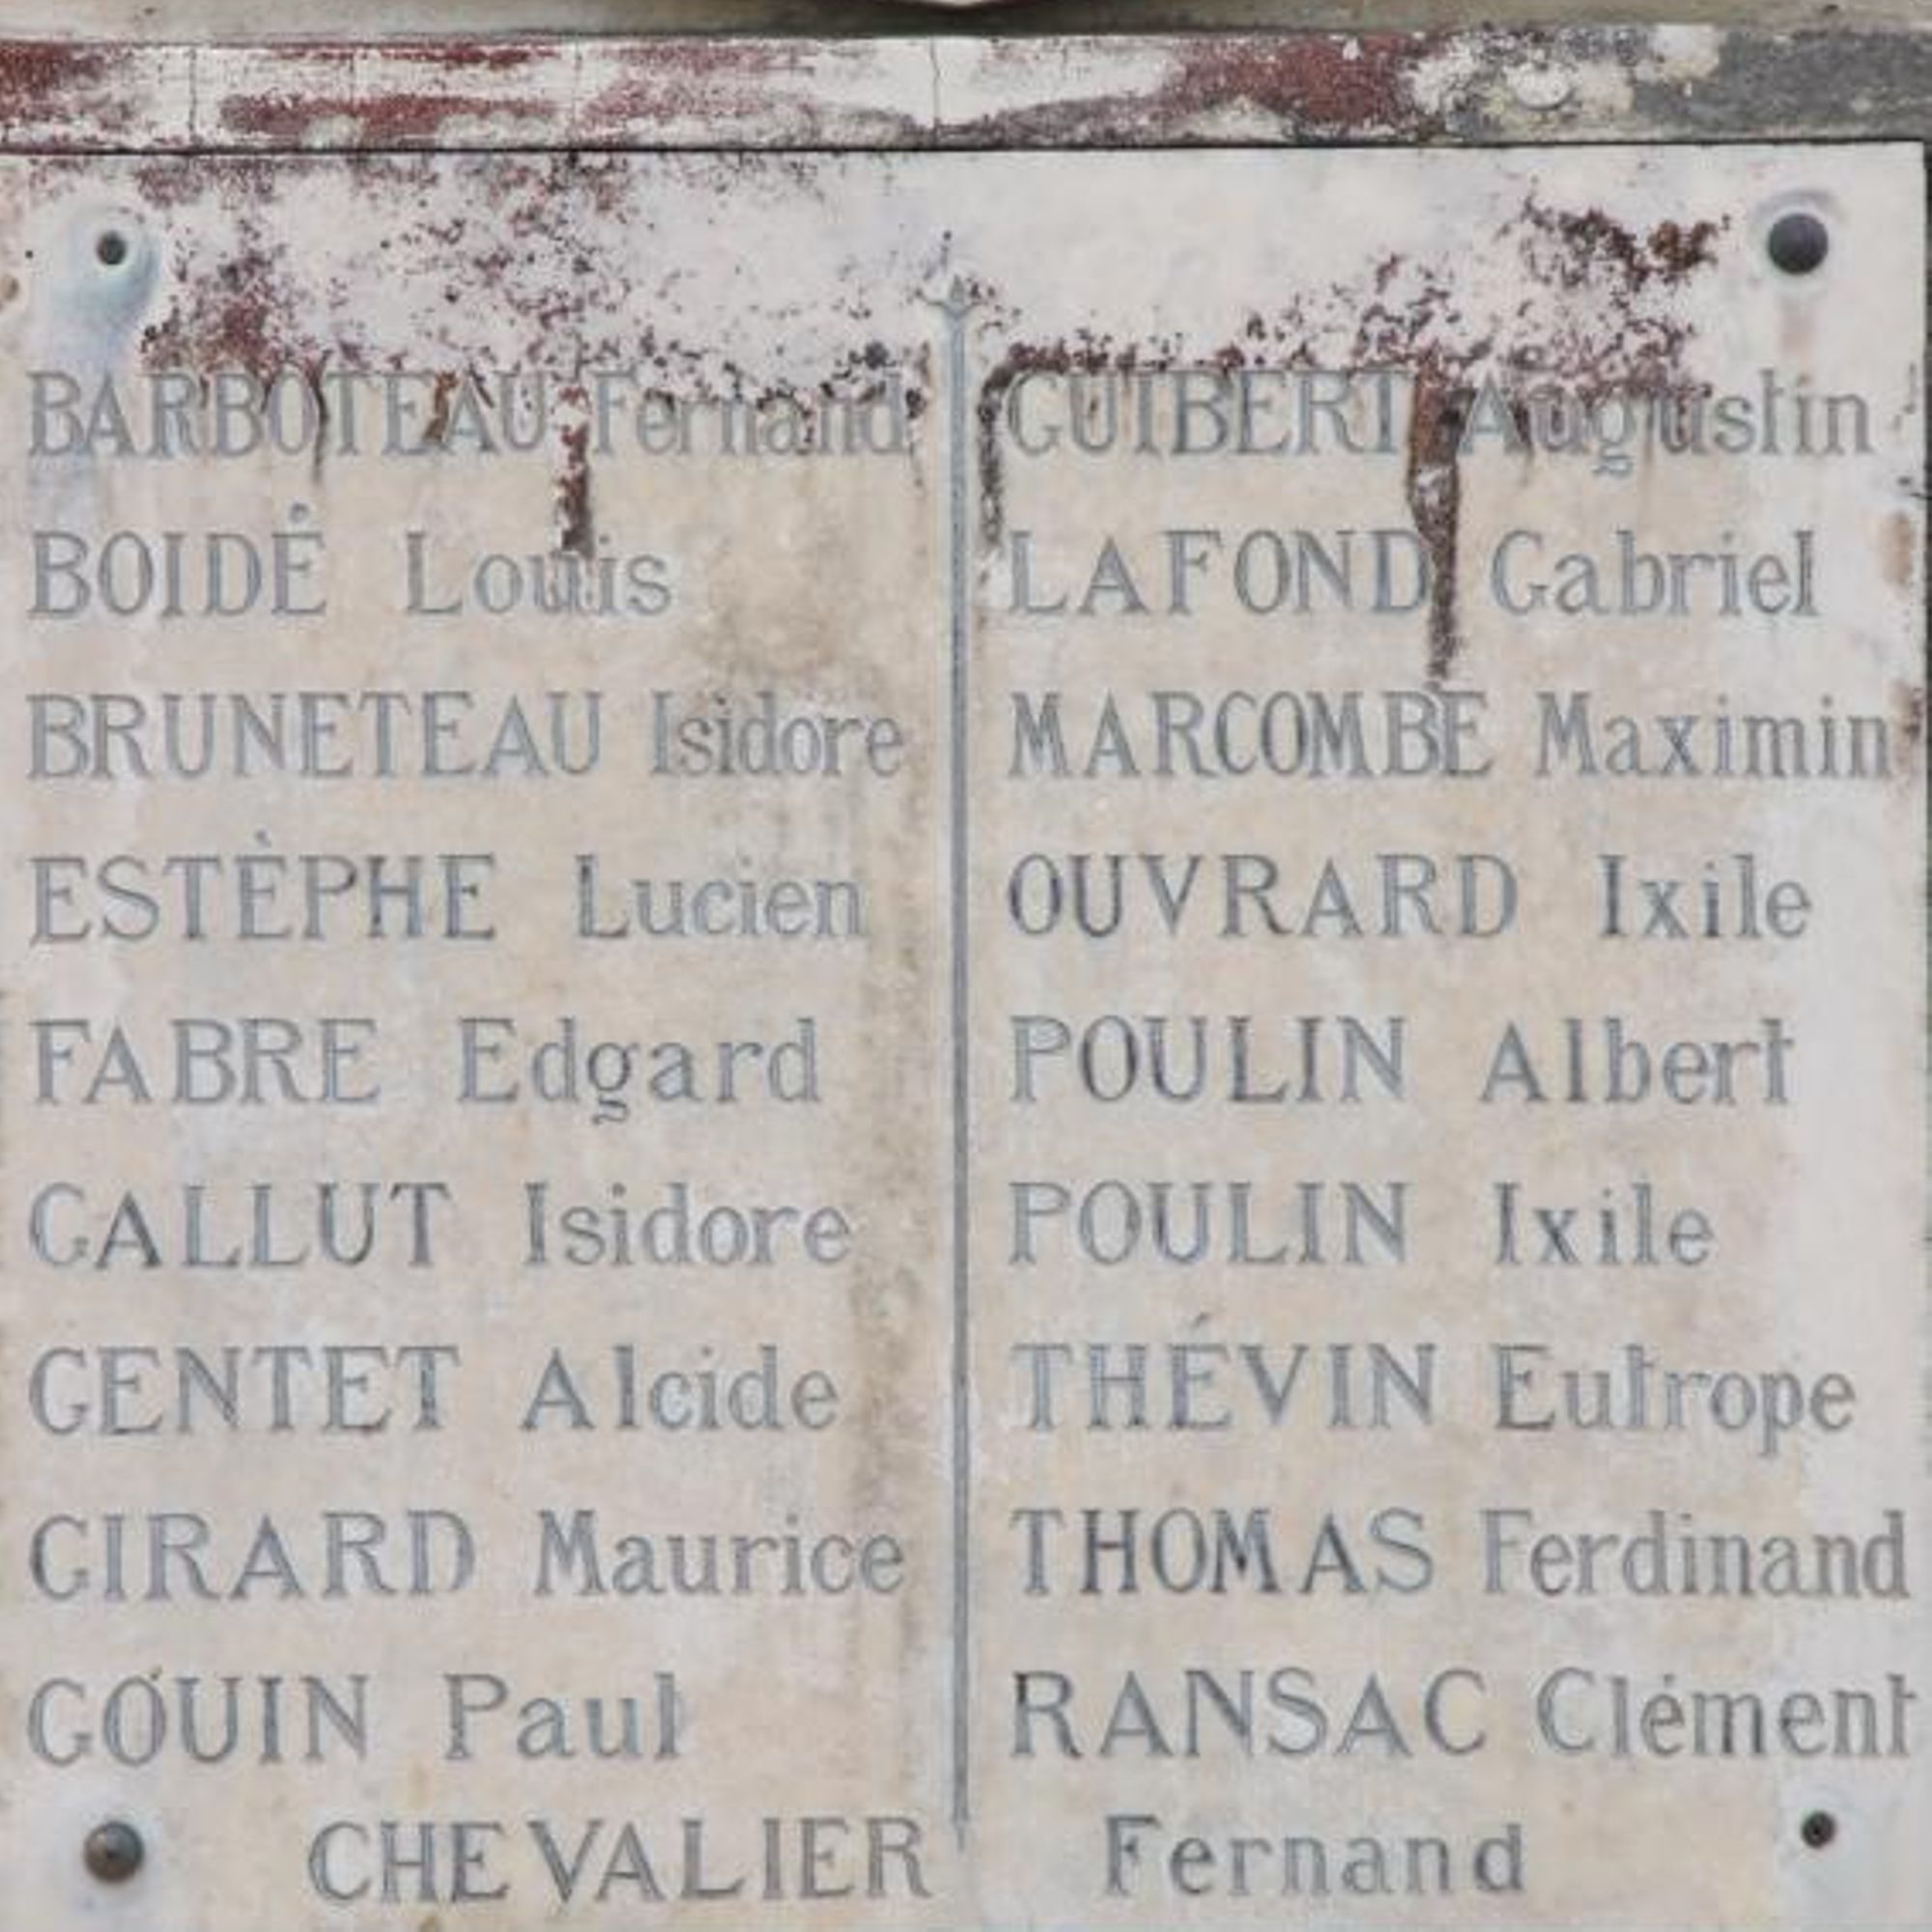 BARBOTEAU Fernand
BOIDÉ Louis
BRUNETEAU Isidore
ESTÈPHE Lucien
FABRE Edgard
GALLUT Isidore
GENTET Alcide
GIRARD Maurice
GOUIN Paul
GUIBERT Augustin
LAFOND Gabriel
MARCOMBE Maximin
OUVRARD Ixile
POULIN Albert
POULIN Ixile
THÉVIN Eutrope
THOMAS Ferdinand
RANSAC Clément
CHEVALIER Fernand